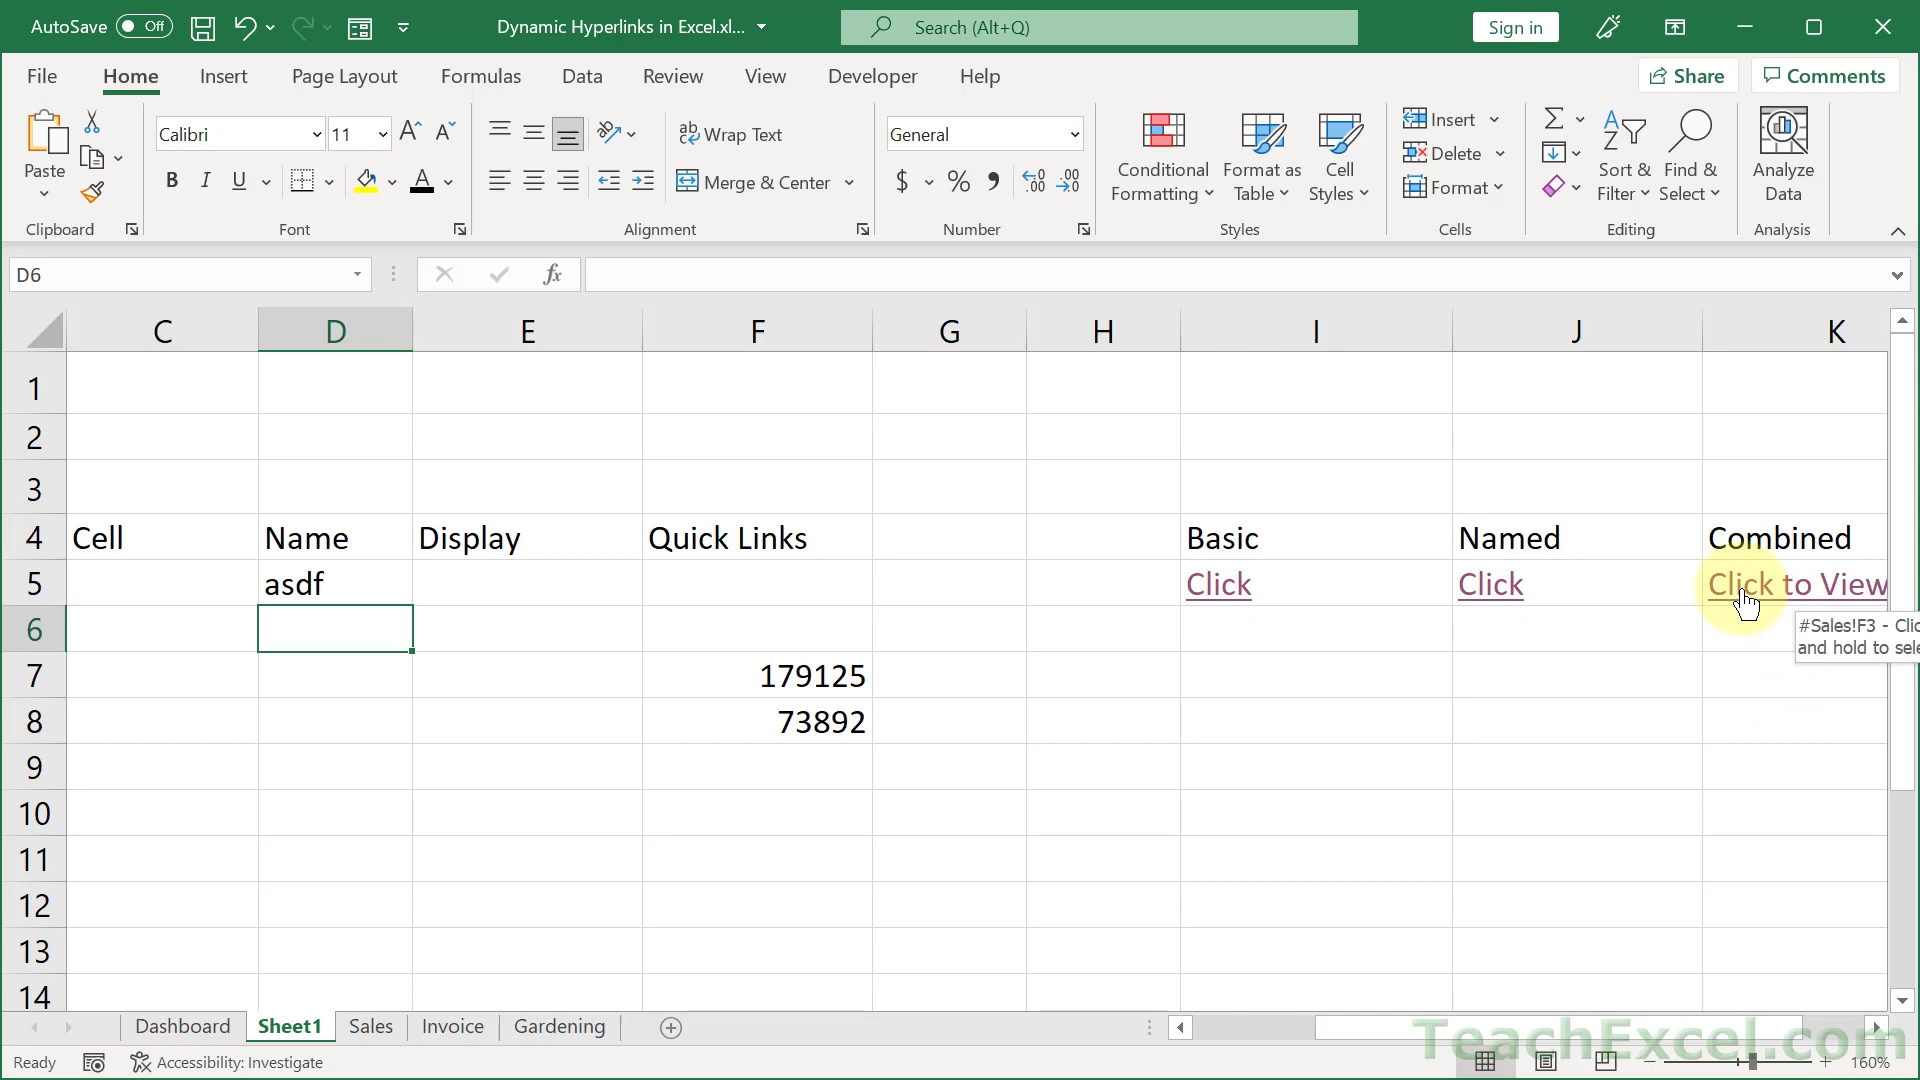 AutoSave Off Dynamic Hyperlinks in Excel.xl... Search (Alt+Q) Sign in
File Home Insert Page Layout Formulas Data Review View Developer Help Share Comments
Paste
Calibri 11
ab Wrap Text
Merge & Center
General
Conditional Formatting
Format as Table
Cell Styles
Insert
Delete
Format
Sort & Filter
Find & Select
Analyze Data
Clipboard Font Alignment Number Styles Cells Editing Analysis
D6 fx
C D E F G H I J K
1
2
3
4 Cell Name Display Quick Links Basic Named Combined
5 asdf Click Click Click to View
6 #Sales!F3 - Clic
and hold to sele
7 179125
8 73892
9
10
11
12
13
14
Dashboard Sheet1 Sales Invoice Gardening
TeachExcel.com
Ready Accessibility: Investigate 160%